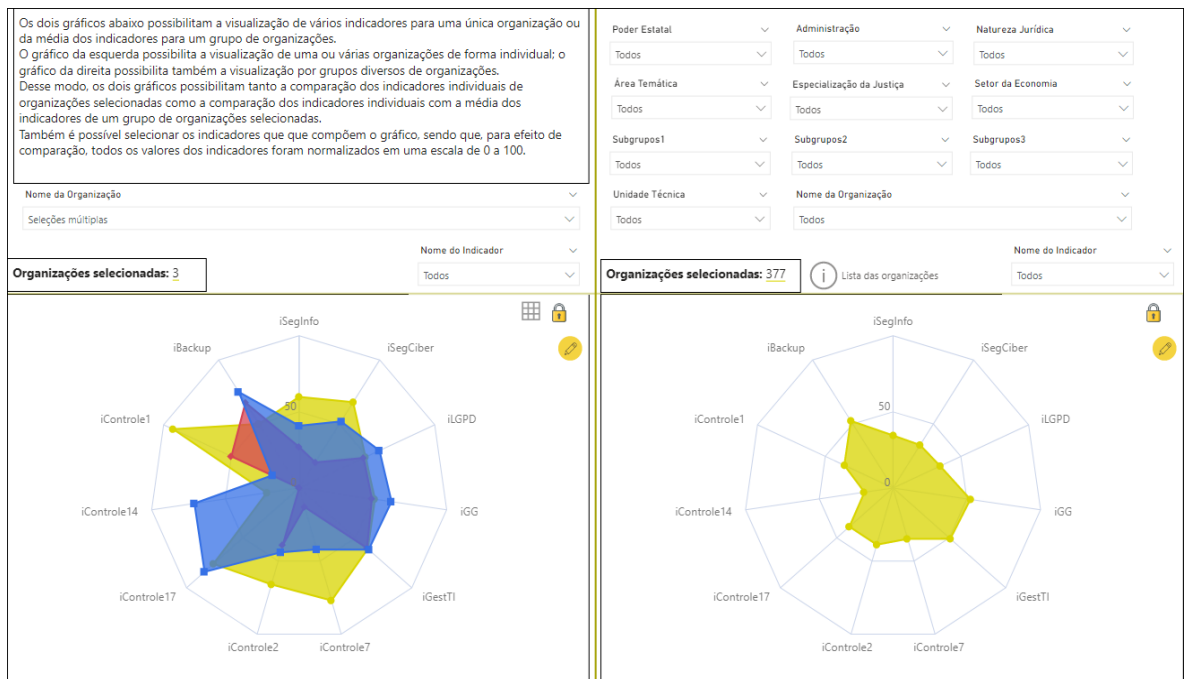 Os dois gráficos abaixo possibilitam a visualização de vários indicadores para uma única organização ou
da média dos indicadores para um grupo de organizações.
O gráfico da esquerda possibilita a visualização de uma ou várias organizações de forma individual; o
gráfico da direita possibilita também a visualização por grupos diversos de organizações.
Desse modo, os dois gráficos possibilitam tanto a comparação dos indicadores individuais de
organizações selecionadas como a comparação dos indicadores individuais com a média dos
indicadores de um grupo de organizações selecionadas.
Também é possível selecionar os indicadores que que compõem o gráfico, sendo que, para efeito de
comparação, todos os valores dos indicadores foram normalizados em uma escala de 0 a 100.
Nome da Organização
Seleções múltiplas
Nome do Indicador
Organizações selecionadas: 3
Todos
iSegInfo
iBackup
iSegCiber
50
iControle1
iLGPD
iControle14
iGG
iControle17
iGestTI
iControle2
iControle7
Poder Estatal
Administração
Natureza Jurídica
Todos
Todos
Todos
Área Temática
Especialização da Justiça
Setor da Economia
Todos
Todos
Todos
Subgrupos1
Subgrupos2
Subgrupos3
Todos
Todos
Todos
Unidade Técnica
Nome da Organização
Todos
Todos
Nome do Indicador
Organizações selecionadas: 377
i
Lista das organizações
Todos
iSegInfo
iBackup
iSegCiber
50
iControle1
iLGPD
0
iControle14
iGG
iControle17
iGestTI
iControle2
iControle7